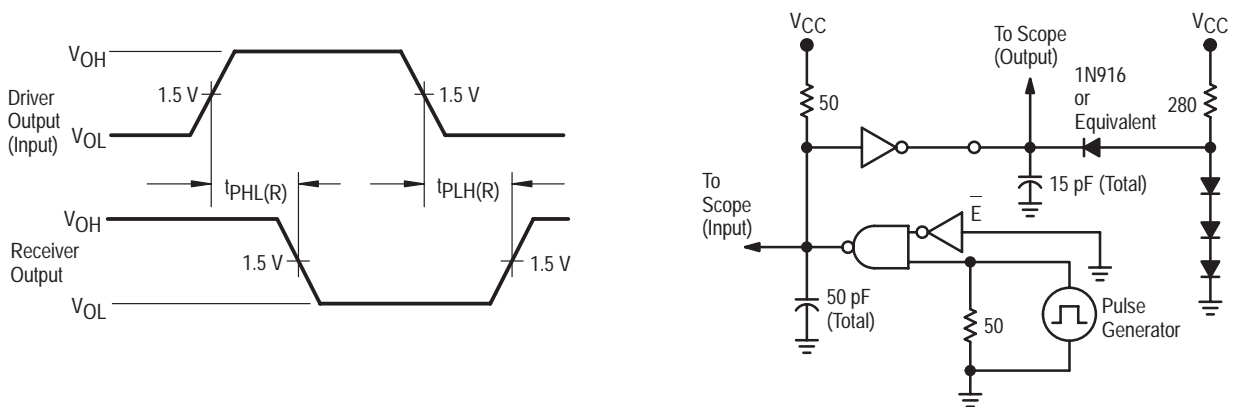 VOH
Driver
Output
(Input)
1.5 V
1.5 V
VOL
tPHL(R)
tPLH(R)
VOH
Receiver
Output
1.5 V
1.5 V
VOL
VCC
50
To Scope
(Output)
1N916
or
Equivalent
VCC
280
15 pF (Total)
To
Scope
(Input)
E̅
50 pF
(Total)
50
Pulse
Generator